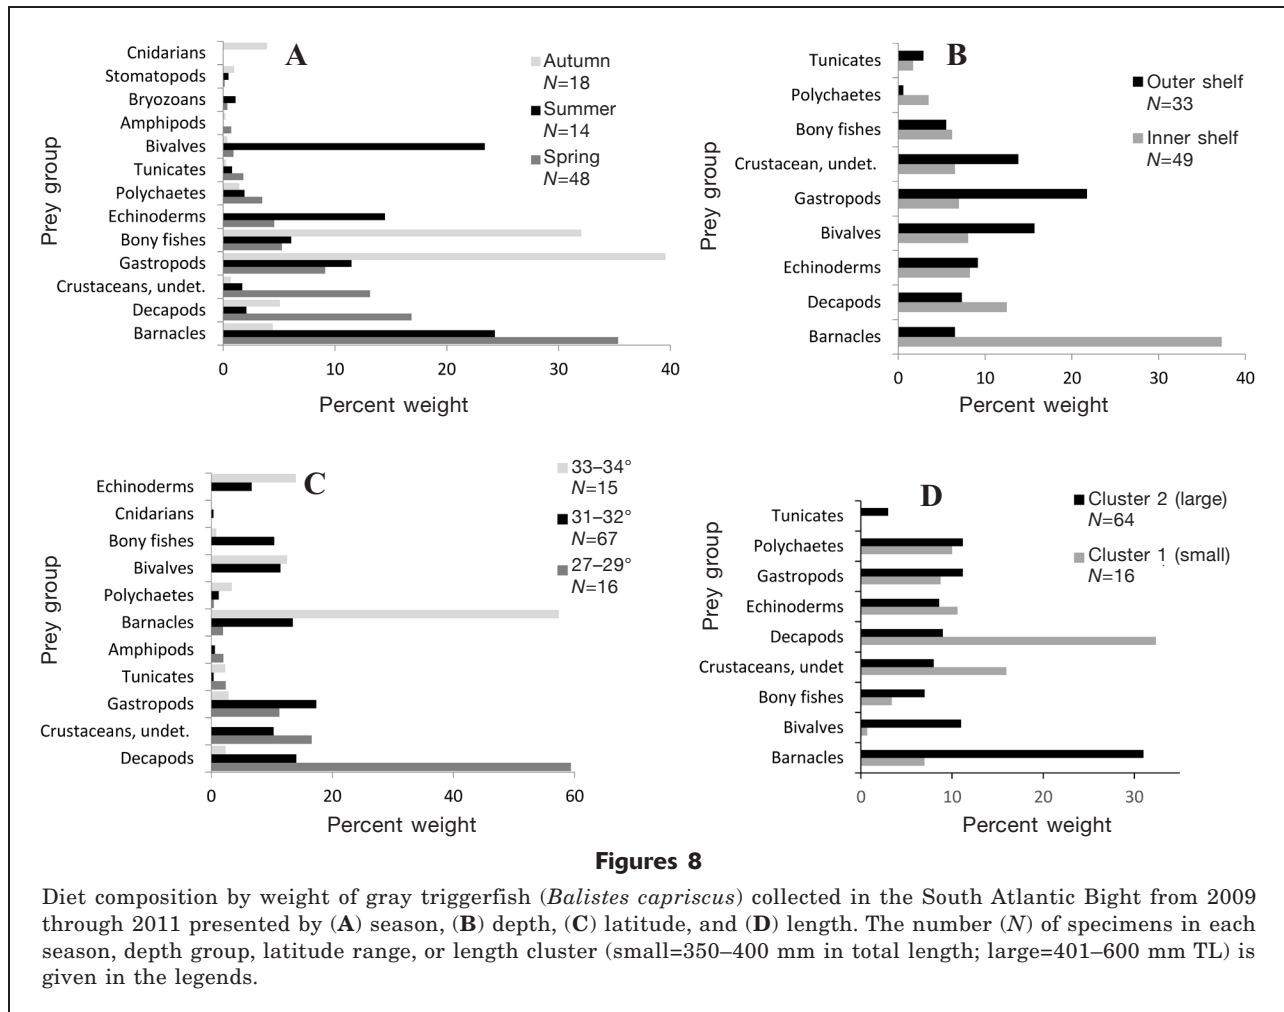 A
Cnidarians
Stomatopods
Bryozoans
Amphipods
Bivalves
Tunicates
Polychaetes
Echinoderms
Bony fishes
Gastropods
Crustaceans, undet.
Decapods
Barnacles
Prey group
0 10 20 30 40
Percent weight
Autumn
N=18
Summer
N=14
Spring
N=48
B
Tunicates
Polychaetes
Bony fishes
Crustacean, undet.
Gastropods
Bivalves
Echinoderms
Decapods
Barnacles
Prey group
0 10 20 30 40
Percent weight
Outer shelf
N=33
Inner shelf
N=49
C
Echinoderms
Cnidarians
Bony fishes
Bivalves
Polychaetes
Barnacles
Amphipods
Tunicates
Gastropods
Crustaceans, undet.
Decapods
Prey group
0 20 40 60
Percent weight
33–34°
N=15
31–32°
N=67
27–29°
N=16
D
Tunicates
Polychaetes
Gastropods
Echinoderms
Decapods
Crustaceans, undet
Bony fishes
Bivalves
Barnacles
Prey group
0 10 20 30
Percent weight
Cluster 2 (large)
N=64
Cluster 1 (small)
N=16
Figures 8
Diet composition by weight of gray triggerfish (Balistes capriscus) collected in the South Atlantic Bight from 2009
through 2011 presented by (A) season, (B) depth, (C) latitude, and (D) length. The number (N) of specimens in each
season, depth group, latitude range, or length cluster (small=350–400 mm in total length; large=401–600 mm TL) is
given in the legends.